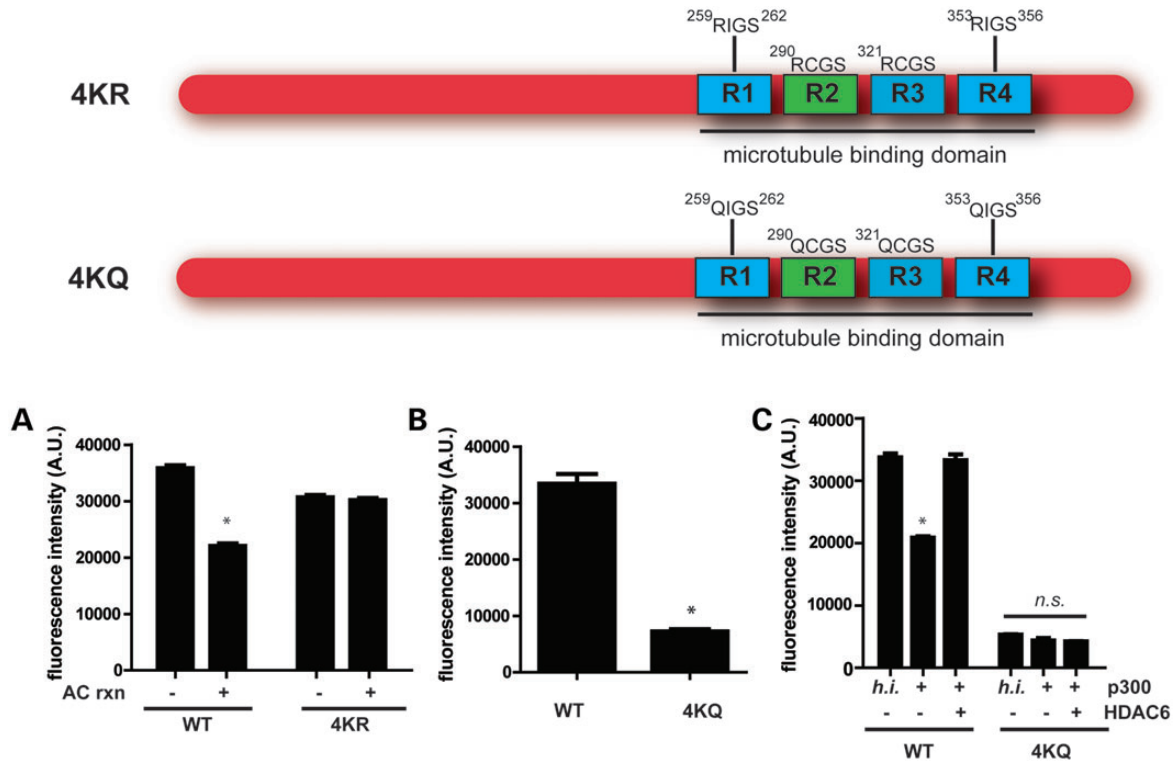 4KR
²⁵⁹RIGS²⁶² ²⁹⁰RCGS ³²¹RCGS ³⁵³RIGS³⁵⁶
R1 R2 R3 R4
microtubule binding domain
4KQ
²⁵⁹QIGS²⁶² ²⁹⁰QCGS ³²¹QCGS ³⁵³QIGS³⁵⁶
R1 R2 R3 R4
microtubule binding domain
A
fluorescence intensity (A.U.)
40000
30000
20000
10000
0
*
AC rxn - + - +
WT 4KR
B
fluorescence intensity (A.U.)
40000
30000
20000
10000
0
*
WT 4KQ
C
fluorescence intensity (A.U.)
40000
30000
20000
10000
0
*
n.s.
h.i. + + h.i. + + p300
- - + - - + HDAC6
WT 4KQ